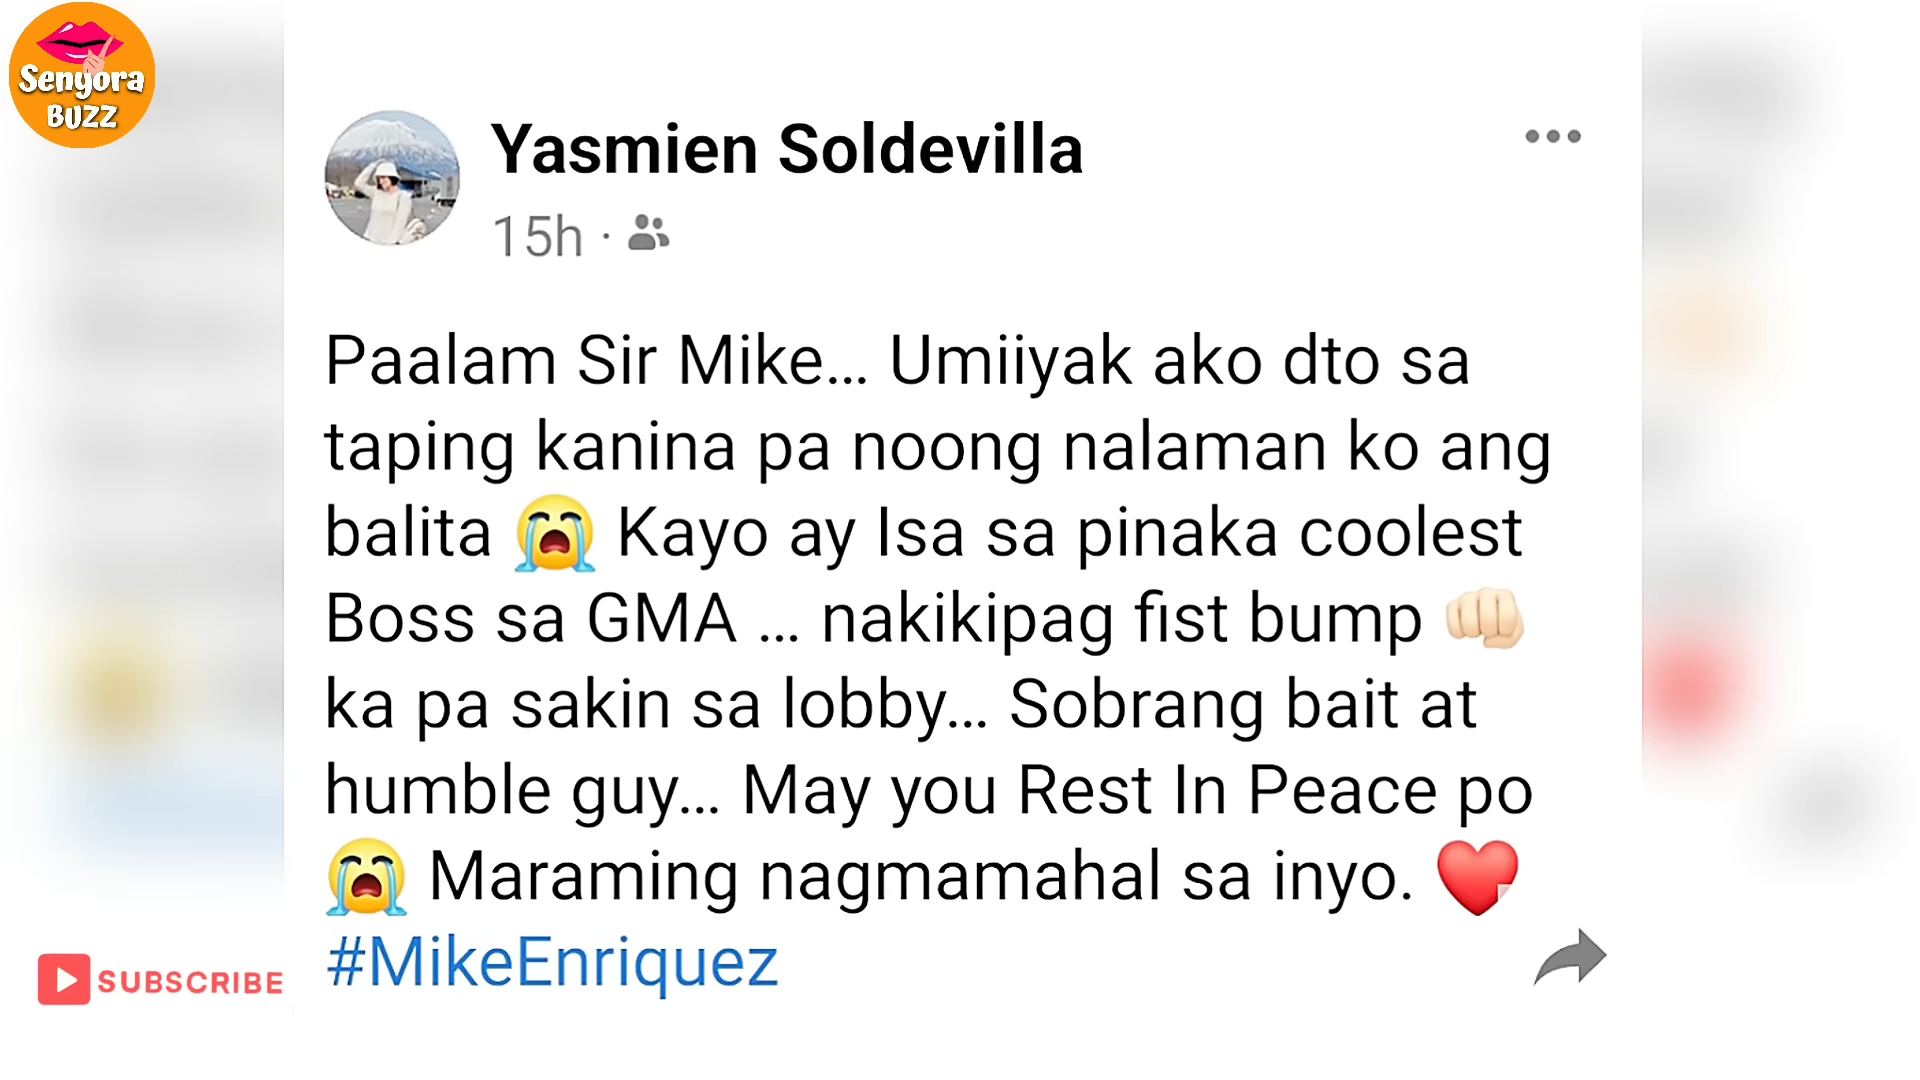 Senyora
BUZZ
Yasmien Soldevilla
15h ·
Paalam Sir Mike... Umiiyak ako dto sa
taping kanina pa noong nalaman ko ang
balita 😭 Kayo ay Isa sa pinaka coolest
Boss sa GMA ... nakikipag fist bump 👊🏻
ka pa sakin sa lobby... Sobrang bait at
humble guy... May you Rest In Peace po
😭 Maraming nagmamahal sa inyo. ❤️
#MikeEnriquez
SUBSCRIBE